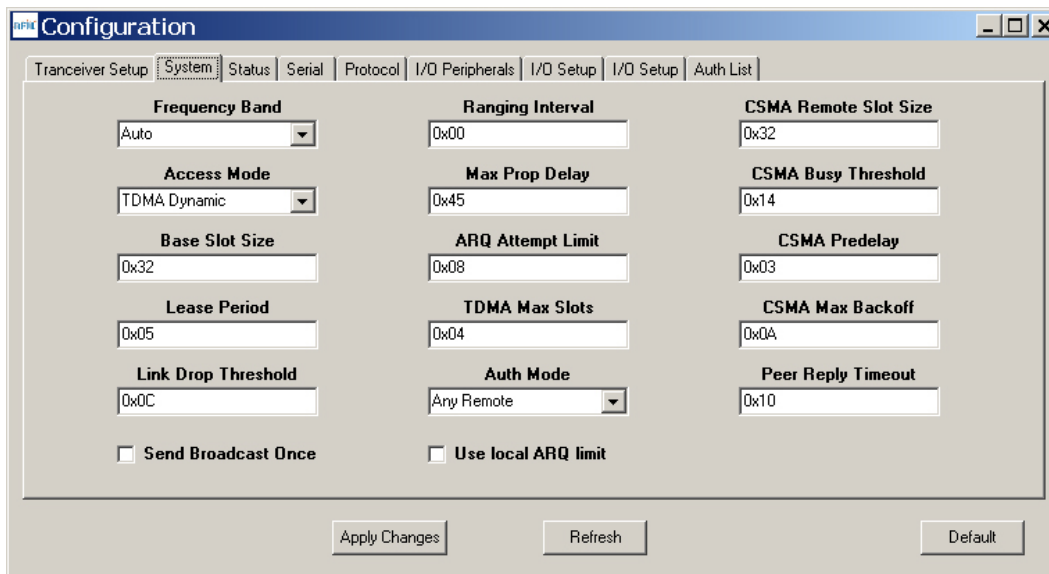 Configuration
Tranceiver Setup System Status Serial Protocol I/O Peripherals I/O Setup I/O Setup Auth List
Frequency Band Ranging Interval CSMA Remote Slot Size
Auto 0x00 0x32
Access Mode Max Prop Delay CSMA Busy Threshold
TDMA Dynamic 0x45 0x14
Base Slot Size ARQ Attempt Limit CSMA Predelay
0x32 0x08 0x03
Lease Period TDMA Max Slots CSMA Max Backoff
0x05 0x04 0x0A
Link Drop Threshold Auth Mode Peer Reply Timeout
0x0C Any Remote 0x10
Send Broadcast Once Use local ARQ limit
Apply Changes Refresh Default